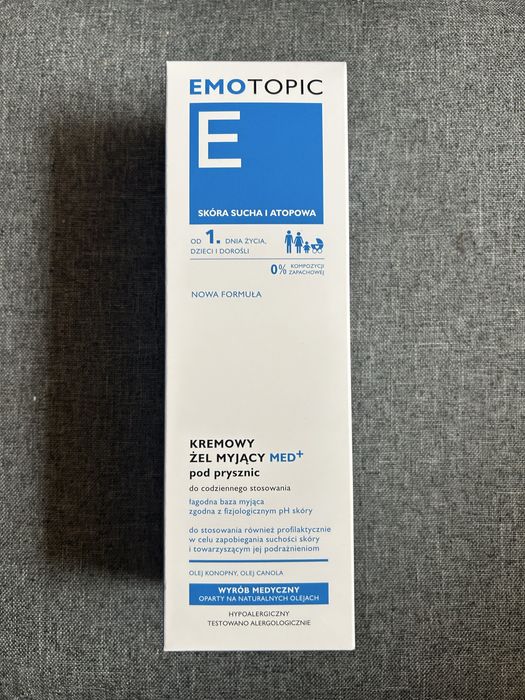 EMOTOPIC
E
SKÓRA SUCHA I ATOPOWA
OD 1. DNIA ŻYCIA,
DZIECI I DOROŚLI
0% KOMPOZYCJI
ZAPACHOWEJ
NOWA FORMUŁA
KREMOWY
ŻEL MYJĄCY MED+
pod prysznic
do codziennego stosowania
łagodna baza myjąca
zgodna z fizjologicznym pH skóry
do stosowania również profilaktycznie
w celu zapobiegania suchości skóry
i towarzyszącym jej podrażnieniom
OLEJ KONOPNY, OLEJ CANOLA
WYRÓB MEDYCZNY
OPARTY NA NATURALNYCH OLEJACH
HYPOALERGICZNY
TESTOWANO ALERGOLOGICZNIE